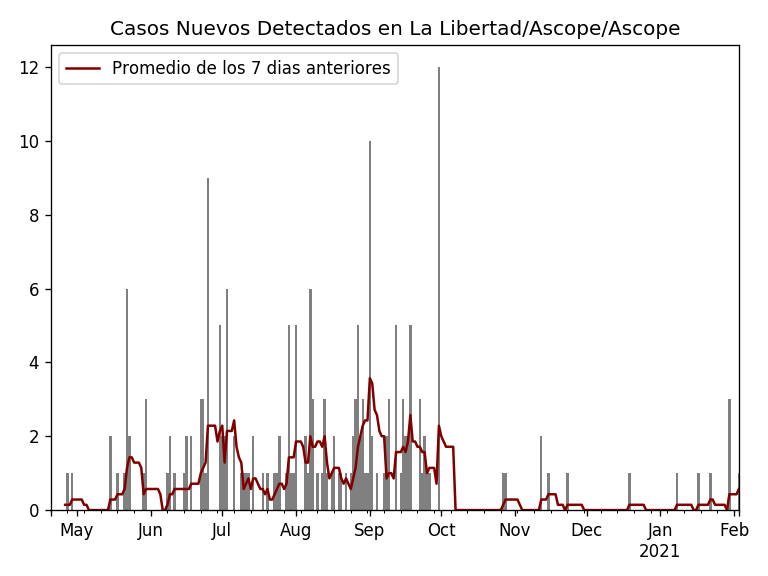 Casos Nuevos Detectados en La Libertad/Ascope/Ascope
Promedio de los 7 dias anteriores
12
10
8
6
4
2
0
May Jun Jul Aug Sep Oct Nov Dec Jan Feb
2021